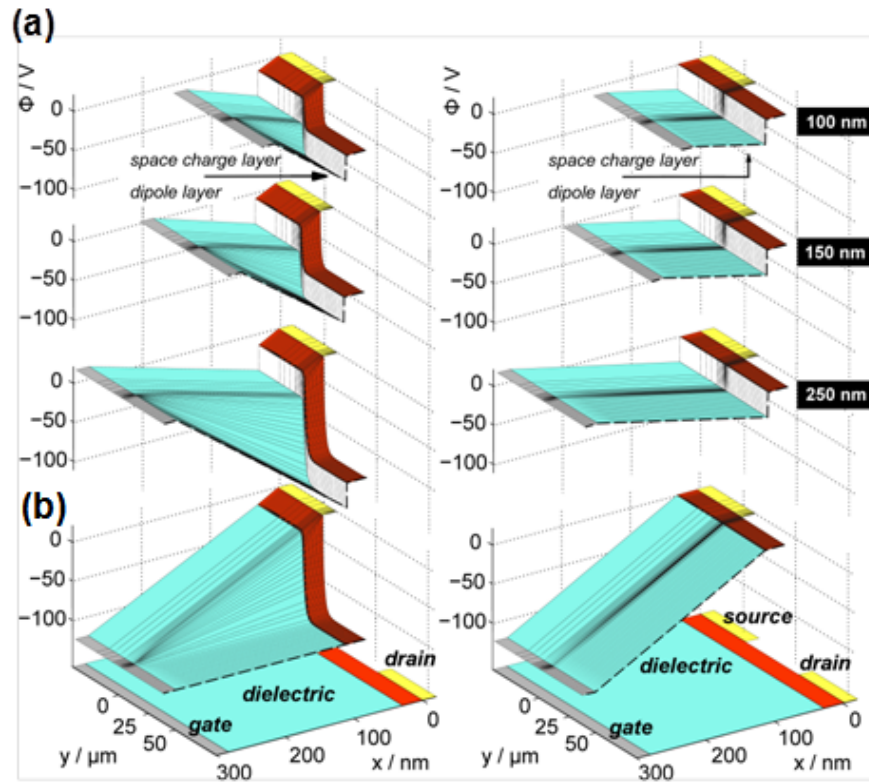 (a)
Φ / V
0
−50
−100
space charge layer
dipole layer
0
−50
−100
0
−50
−100
Φ / V
0
−50
−100
space charge layer
dipole layer
100 nm
0
−50
−100
150 nm
0
−50
−100
250 nm
(b)
0
−50
−100
drain
dielectric
gate
0
25
50
y / µm
300
200
100
0
x / nm
0
−50
−100
source
drain
dielectric
gate
0
25
50
y / µm
300
200
100
0
x / nm